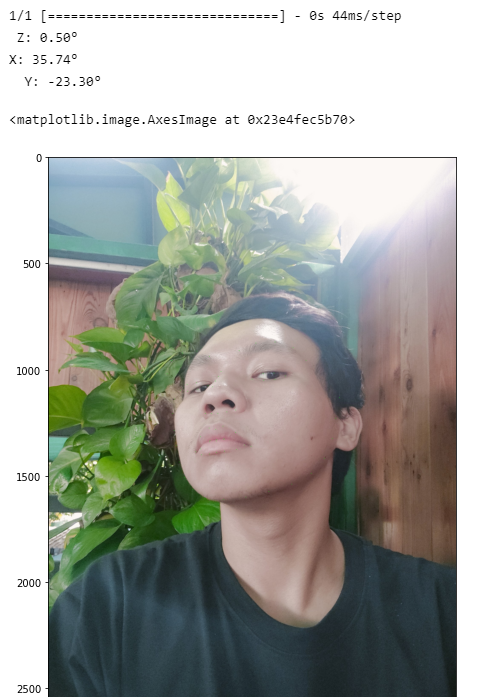 1/1 [==============================] - 0s 44ms/step
 Z: 0.50°
X: 35.74°
  Y: -23.30°
<matplotlib.image.AxesImage at 0x23e4fec5b70>
0
500
1000
1500
2000
2500